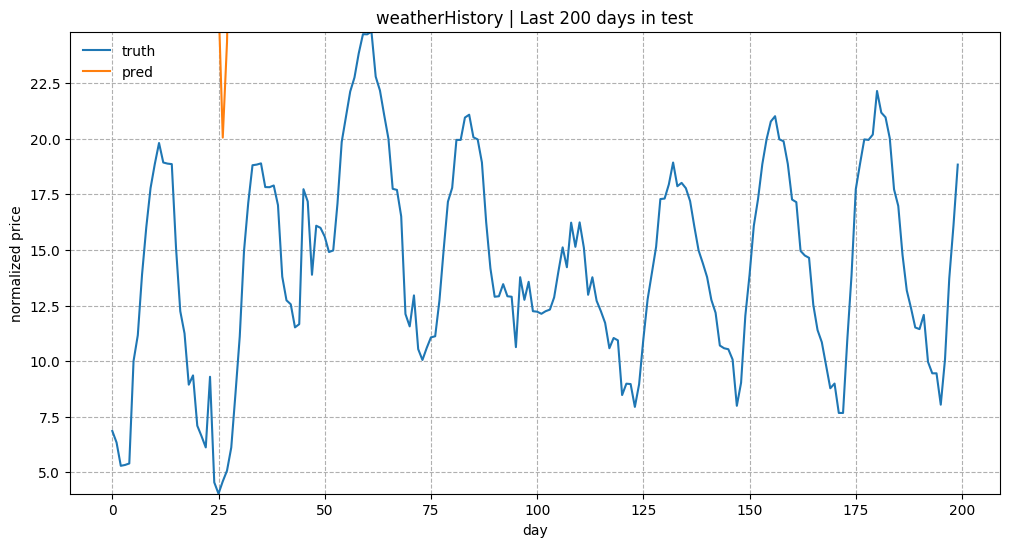 weatherHistory | Last 200 days in test
truth
pred
normalized price
22.5
20.0
17.5
15.0
12.5
10.0
7.5
5.0
0 25 50 75 100 125 150 175 200
day